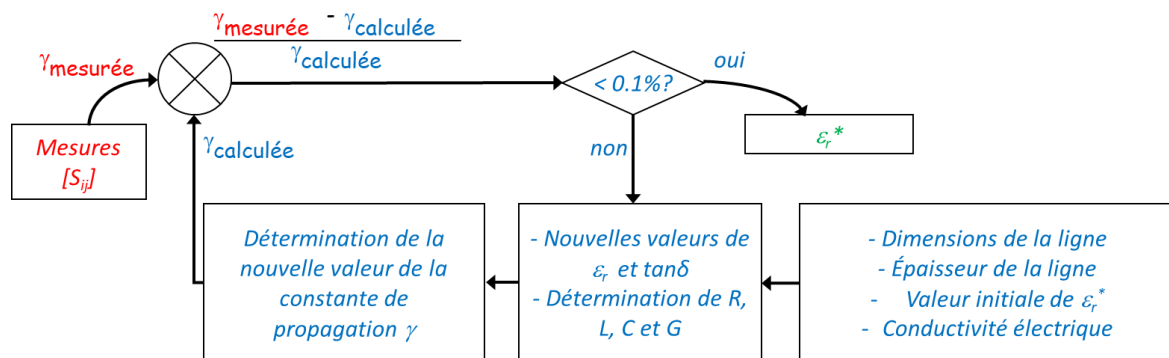 γmesurée - γcalculée
γcalculée
γmesurée
< 0.1%?
oui
Mesures
[Sij]
γcalculée
non
εr*
Détermination de la
nouvelle valeur de la
constante de
propagation γ
- Nouvelles valeurs de
εr et tanδ
- Détermination de R,
L, C et G
- Dimensions de la ligne
- Épaisseur de la ligne
- Valeur initiale de εr*
- Conductivité électrique